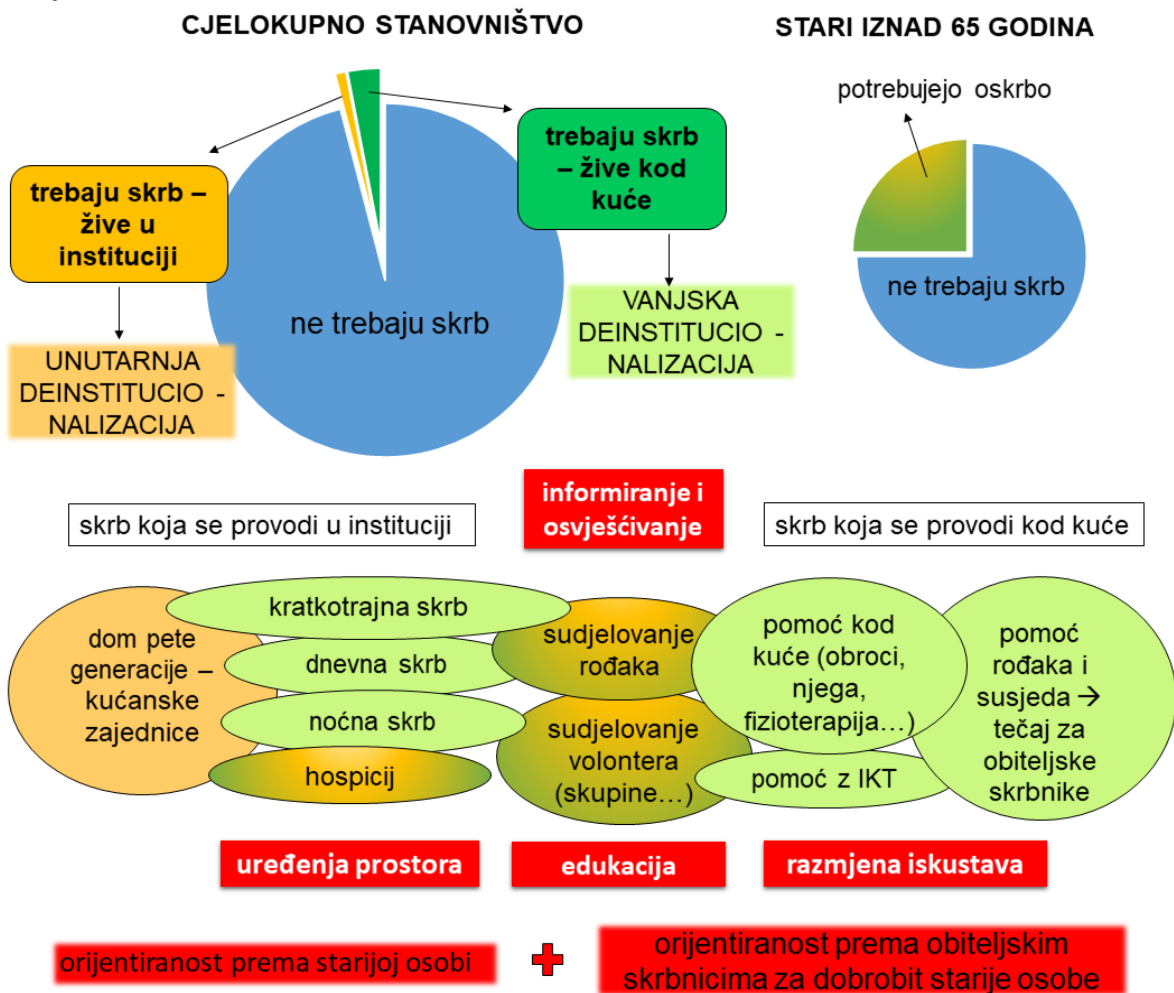 CJELOKUPNO STANOVNIŠTVO
STARI IZNAD 65 GODINA
potrebujejo oskrbo
trebaju skrb –
žive u
instituciji
trebaju skrb
– žive kod
kuće
ne trebaju skrb
ne trebaju skrb
UNUTARNJA
DEINSTITUCIO -
NALIZACIJA
VANJSKA
DEINSTITUCIO -
NALIZACIJA
informiranje i
osvješćivanje
skrb koja se provodi u instituciji
skrb koja se provodi kod kuće
dom pete
generacije –
kućanske
zajednice
kratkotrajna skrb
dnevna skrb
noćna skrb
hospicij
sudjelovanje
rođaka
sudjelovanje
volontera
(skupine…)
pomoć kod
kuće (obroci,
njega,
fizioterapija…)
pomoć z IKT
pomoć
rođaka i
susjeda →
tečaj za
obiteljske
skrbnike
uređenja prostora
edukacija
razmjena iskustava
orijentiranost prema starijoj osobi
orijentiranost prema obiteljskim
skrbnicima za dobrobit starije osobe